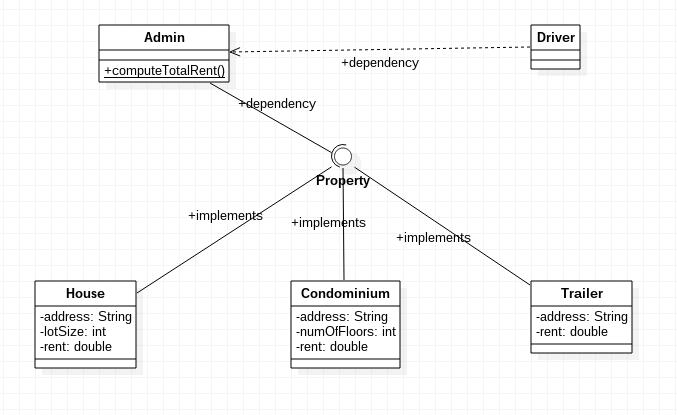 Admin
Driver
+computeTotalRent()
+dependency
+dependency
Property
+implements
+implements
+implements
House
-address: String
-lotSize: int
-rent: double
Condominium
-address: String
-numOfFloors: int
-rent: double
Trailer
-address: String
-rent: double